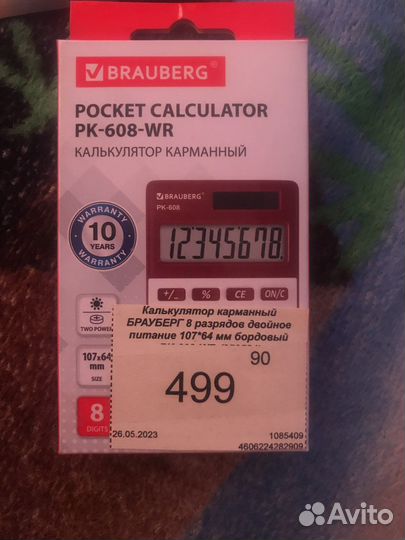 BRAUBERG
POCKET CALCULATOR
PK-608-WR
КАЛЬКУЛЯТОР КАРМАННЫЙ
WARRANTY
10
YEARS
WARRANTY
BRAUBERG
PK-608
12345678.
+/_ % CE ON/C
TWO POWER
107x64
mm
SIZE
8
DIGITS
Калькулятор карманный
БРАУБЕРГ 8 разрядов двойное
питание 107*64 мм бордовый
90
499
26.05.2023
1085409
4606224282909
Avito